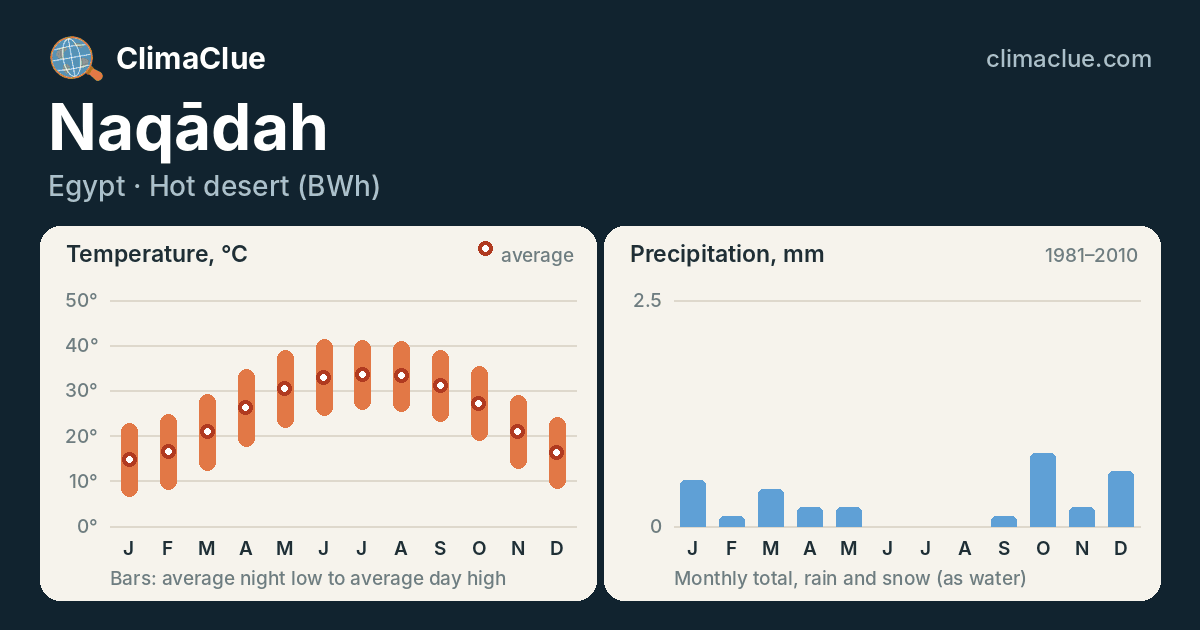 ClimaClue
climaclue.com
Naqādah
Egypt · Hot desert (BWh)
Temperature, °C
average
50°
40°
30°
20°
10°
0°
J F M A M J J A S O N D
Bars: average night low to average day high
Precipitation, mm
1981–2010
2.5
0
J F M A M J J A S O N D
Monthly total, rain and snow (as water)